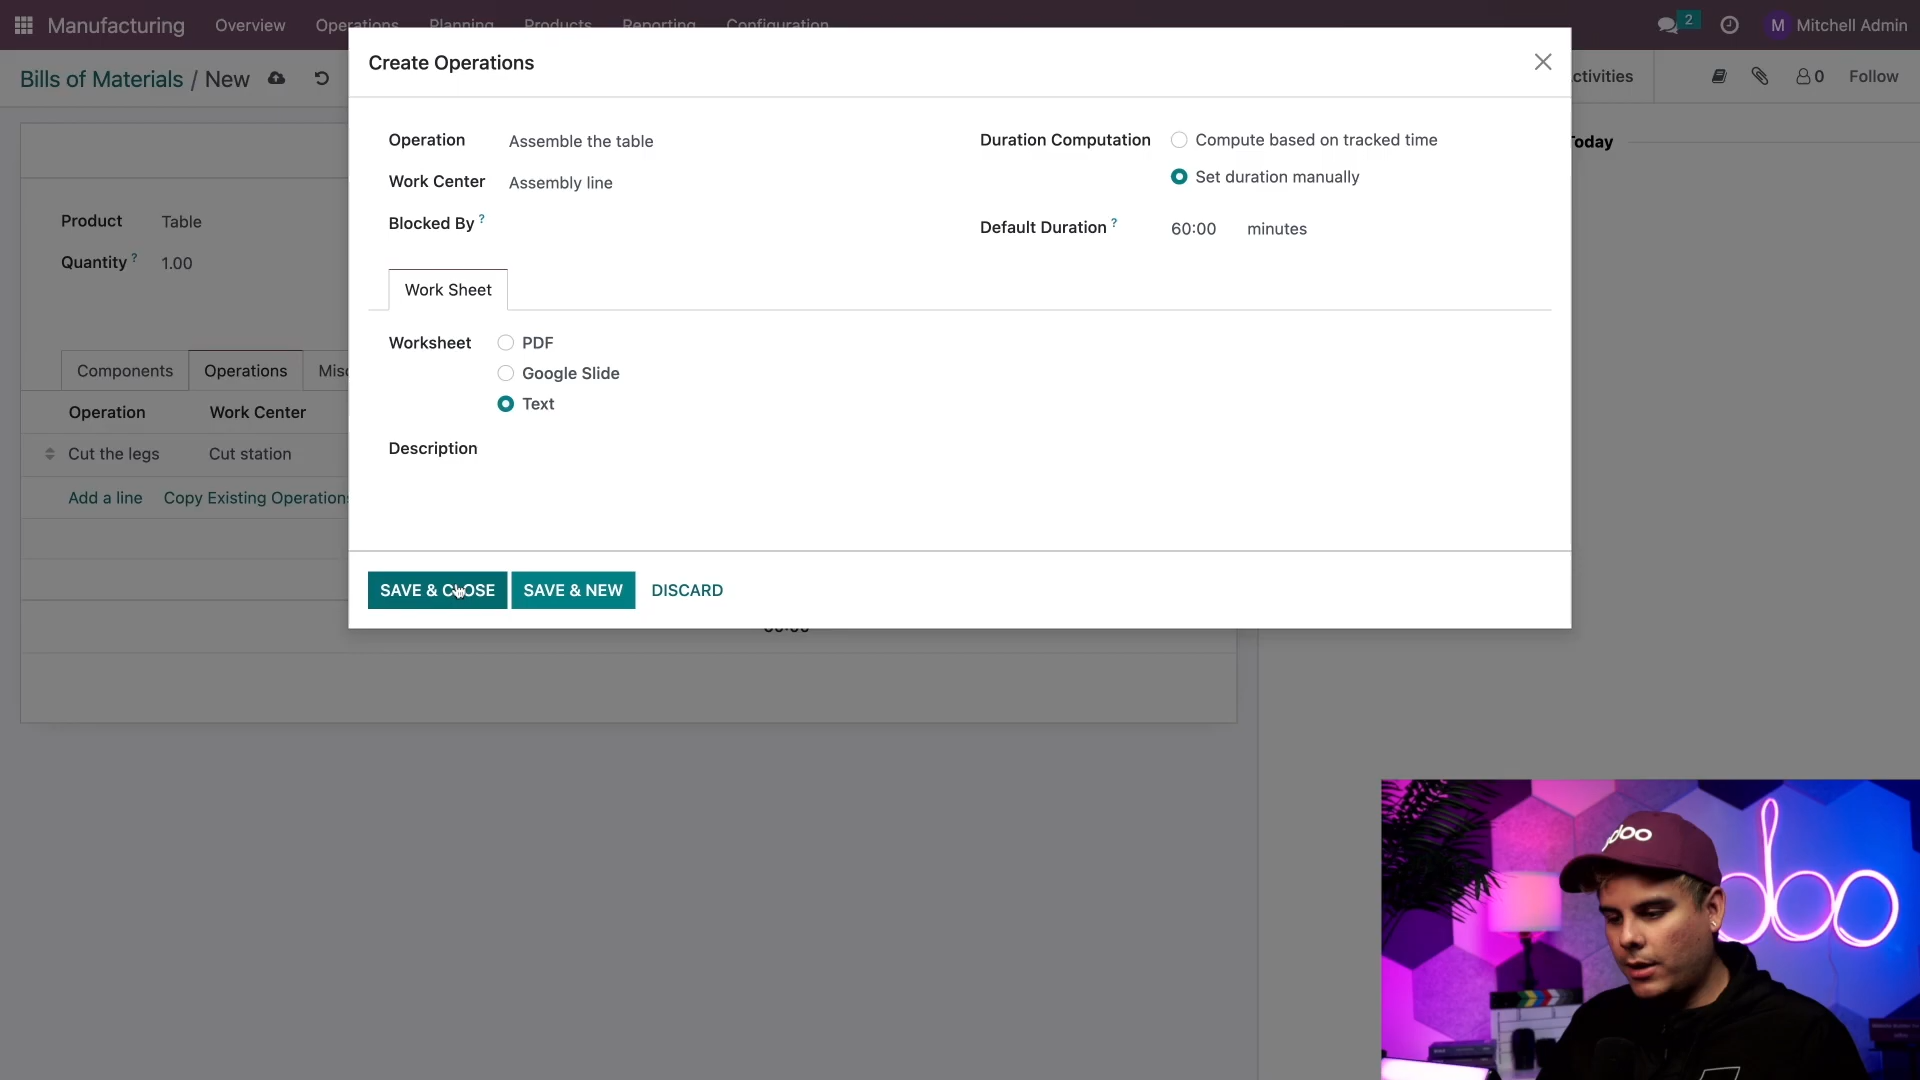 Manufacturing Overview Operations Planning Products Reporting Configuration 2 M Mitchell Admin
Bills of Materials / New
ctivities 0 Follow
Create Operations
Operation Assemble the table
Work Center Assembly line
Blocked By ?
Duration Computation Compute based on tracked time
Set duration manually
Default Duration ? 60:00 minutes
Today
Product Table
Quantity ? 1.00
Work Sheet
Worksheet PDF
Google Slide
Text
Description
Components Operations Misc
Operation Work Center
Cut the legs Cut station
Add a line Copy Existing Operations
SAVE & CLOSE SAVE & NEW DISCARD
odoo